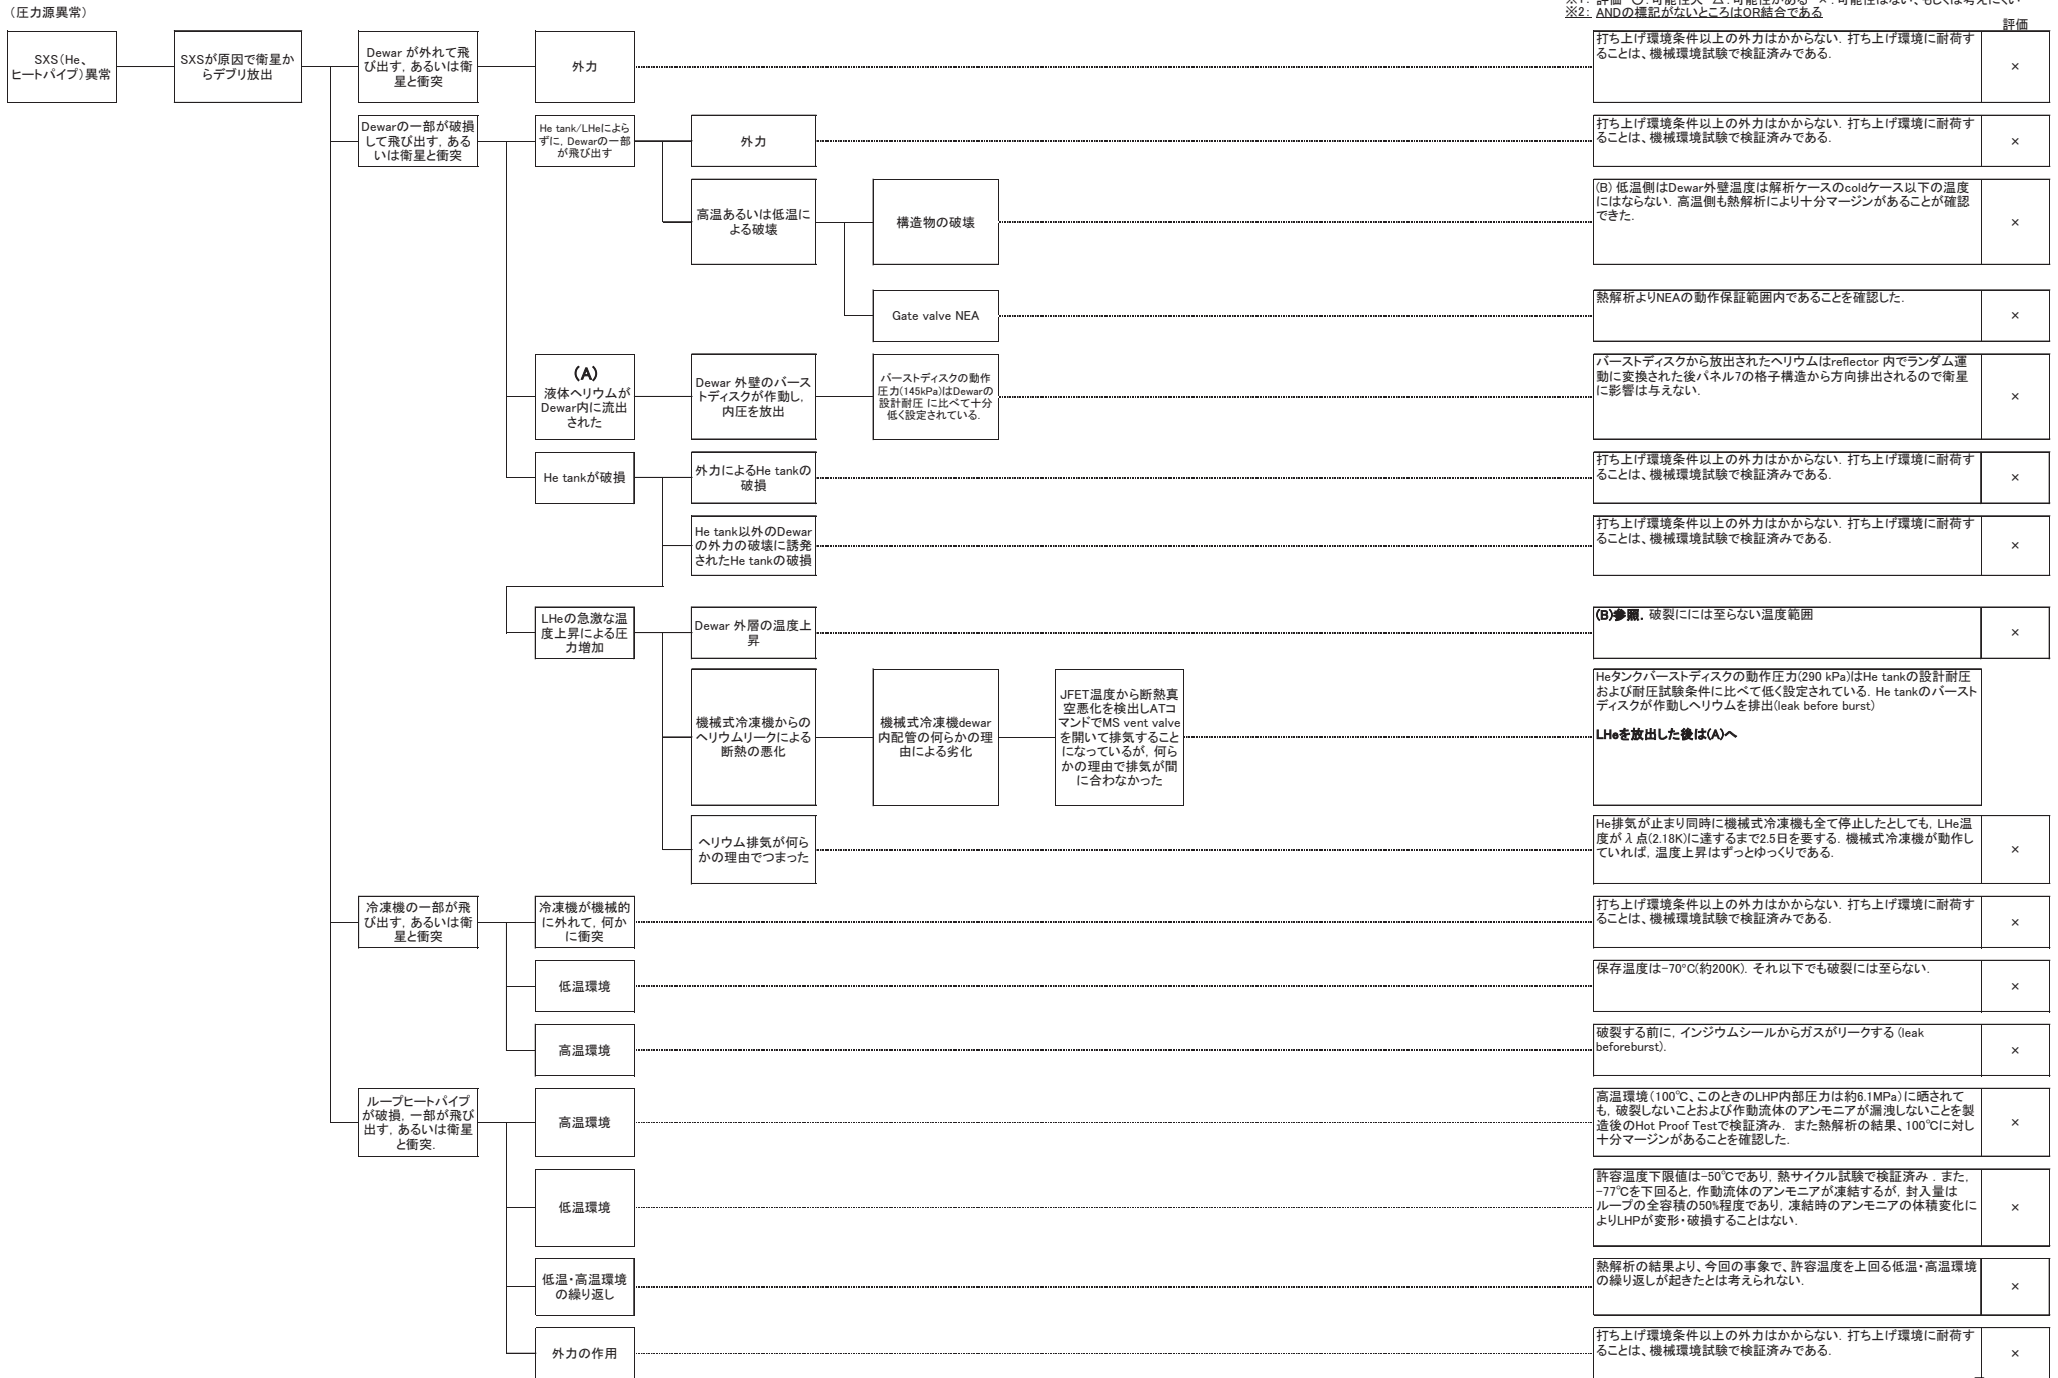 (圧力源異常)
※2: ANDの標記がないところはOR結合である
評価
SXS(He、
ヒートパイプ)異常
SXSが原因で衛星か
らデブリ放出
Dewar が外れて飛
び出す, あるいは衛
星と衝突
外力
打ち上げ環境条件以上の外力はかからない. 打ち上げ環境に耐荷す
ることは、機械環境試験で検証済みである.
×
Dewarの一部が破損
して飛び出す, ある
いは衛星と衝突
He tank/LHeによら
ずに, Dewarの一部
が飛び出す
外力
打ち上げ環境条件以上の外力はかからない. 打ち上げ環境に耐荷す
ることは、機械環境試験で検証済みである.
×
高温あるいは低温に
よる破壊
構造物の破壊
(B) 低温側はDewar外壁温度は解析ケースのcoldケース以下の温度
にはならない. 高温側も熱解析により十分マージンがあることが確認
できた.
×
Gate valve NEA
熱解析よりNEAの動作保証範囲内であることを確認した.
×
(A)
液体ヘリウムが
Dewar内に流出
された
Dewar 外壁のバース
トディスクが作動し,
内圧を放出
バーストディスクの動作
圧力(145kPa)はDewarの
設計耐圧 に比べて十分
低く設定されている.
バーストディスクから放出されたヘリウムはreflector 内でランダム運
動に変換された後パネル7の格子構造から方向排出されるので衛星
に影響は与えない.
×
He tankが破損
外力によるHe tankの
破損
打ち上げ環境条件以上の外力はかからない. 打ち上げ環境に耐荷す
ることは、機械環境試験で検証済みである.
×
He tank以外のDewar
の外力の破壊に誘発
されたHe tankの破損
打ち上げ環境条件以上の外力はかからない. 打ち上げ環境に耐荷す
ることは、機械環境試験で検証済みである.
×
LHeの急激な温
度上昇による圧
力増加
Dewar 外層の温度上
昇
(B)参照. 破裂にには至らない温度範囲
×
機械式冷凍機からの
ヘリウムリークによる
断熱の悪化
機械式冷凍機dewar
内配管の何らかの理
由による劣化
JFET温度から断熱真
空悪化を検出しATコ
マンドでMS vent valve
を開いて排気すること
になっているが, 何ら
かの理由で排気が間
に合わなかった
Heタンクバーストディスクの動作圧力(290 kPa)はHe tankの設計耐圧
および耐圧試験条件に比べて低く設定されている. He tankのバースト
ディスクが作動しヘリウムを排出(leak before burst)
LHeを放出した後は(A)へ
ヘリウム排気が何ら
かの理由でつまった
He排気が止まり同時に機械式冷凍機も全て停止したとしても, LHe温
度がλ点(2.18K)に達するまで2.5日を要する. 機械式冷凍機が動作し
ていれば, 温度上昇はずっとゆっくりである.
×
冷凍機の一部が飛
び出す, あるいは衛
星と衝突
冷凍機が機械的
に外れて, 何か
に衝突
打ち上げ環境条件以上の外力はかからない. 打ち上げ環境に耐荷す
ることは、機械環境試験で検証済みである.
×
低温環境
保存温度は-70°C(約200K). それ以下でも破裂には至らない.
×
高温環境
破裂する前に, インジウムシールからガスがリークする (leak
beforeburst).
×
ループヒートパイプ
が破損, 一部が飛び
出す, あるいは衛星
と衝突.
高温環境
高温環境(100℃、このときのLHP内部圧力は約6.1MPa)に晒されて
も, 破裂しないことおよび作動流体のアンモニアが漏洩しないことを製
造後のHot Proof Testで検証済み. また熱解析の結果、100℃に対し
十分マージンがあることを確認した.
×
低温環境
許容温度下限値は-50℃であり, 熱サイクル試験で検証済み . また,
-77℃を下回ると, 作動流体のアンモニアが凍結するが, 封入量は
ループの全容積の50%程度であり, 凍結時のアンモニアの体積変化に
よりLHPが変形・破損することはない.
×
低温・高温環境
の繰り返し
熱解析の結果より、今回の事象で、許容温度を上回る低温・高温環境
の繰り返しが起きたとは考えられない.
×
外力の作用
打ち上げ環境条件以上の外力はかからない. 打ち上げ環境に耐荷す
ることは、機械環境試験で検証済みである.
×